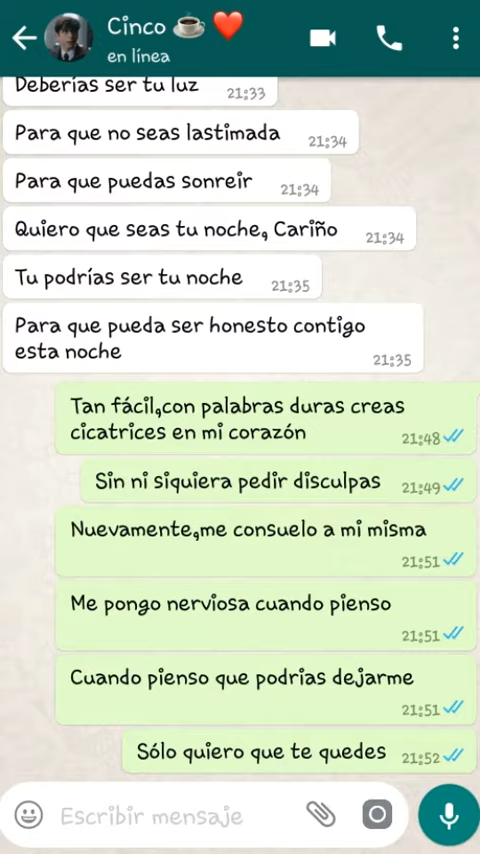 Cinco ☕❤️
en línea
Deberías ser tu luz 21:33
Para que no seas lastimada 21:34
Para que puedas sonreir 21:34
Quiero que seas tu noche, Cariño 21:34
Tu podrías ser tu noche 21:35
Para que pueda ser honesto contigo
esta noche 21:35
Tan fácil,con palabras duras creas
cicatrices en mi corazón 21:48
Sin ni siquiera pedir disculpas 21:49
Nuevamente,me consuelo a mi misma
21:51
Me pongo nerviosa cuando pienso
21:51
Cuando pienso que podrias dejarme
21:51
Sólo quiero que te quedes 21:52
Escribir mensaje